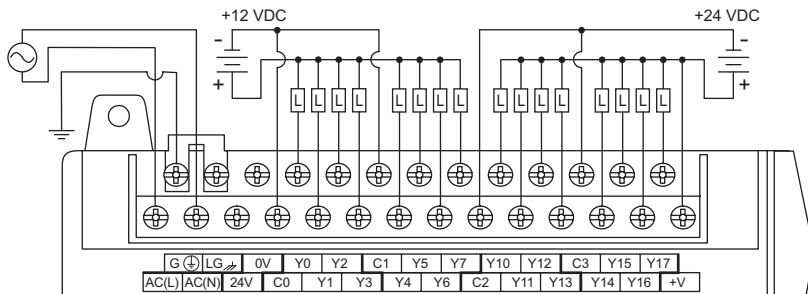 +12 VDC +24 VDC
- -
+ +
L L L L L L L L L L L L L L L L
G LG 0V Y0 Y2 C1 Y5 Y7 Y10 Y12 C3 Y15 Y17
AC(L) AC(N) 24V C0 Y1 Y3 Y4 Y6 C2 Y11 Y13 Y14 Y16 +V